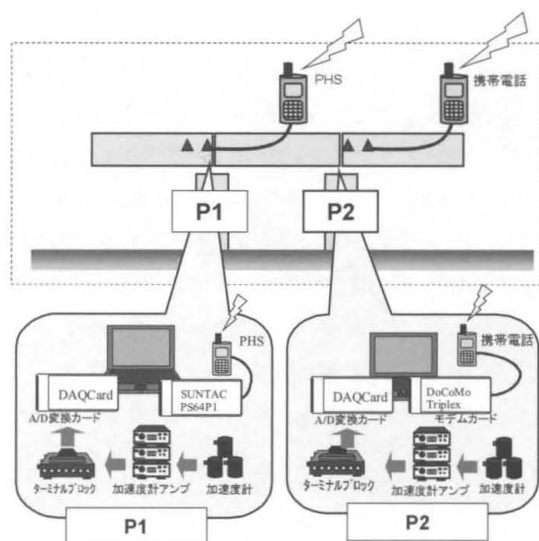 PHS
携帯電話
P1
P2
PHS
DAQCard
SUNTAC
PS64P1
A/D変換カード
ターミナルブロック
加速度計アンプ
加速度計
P1
携帯電話
DAQCard
DoCoMo
Triplex
A/D変換カード
モデムカード
ターミナルブロック
加速度計アンプ
加速度計
P2